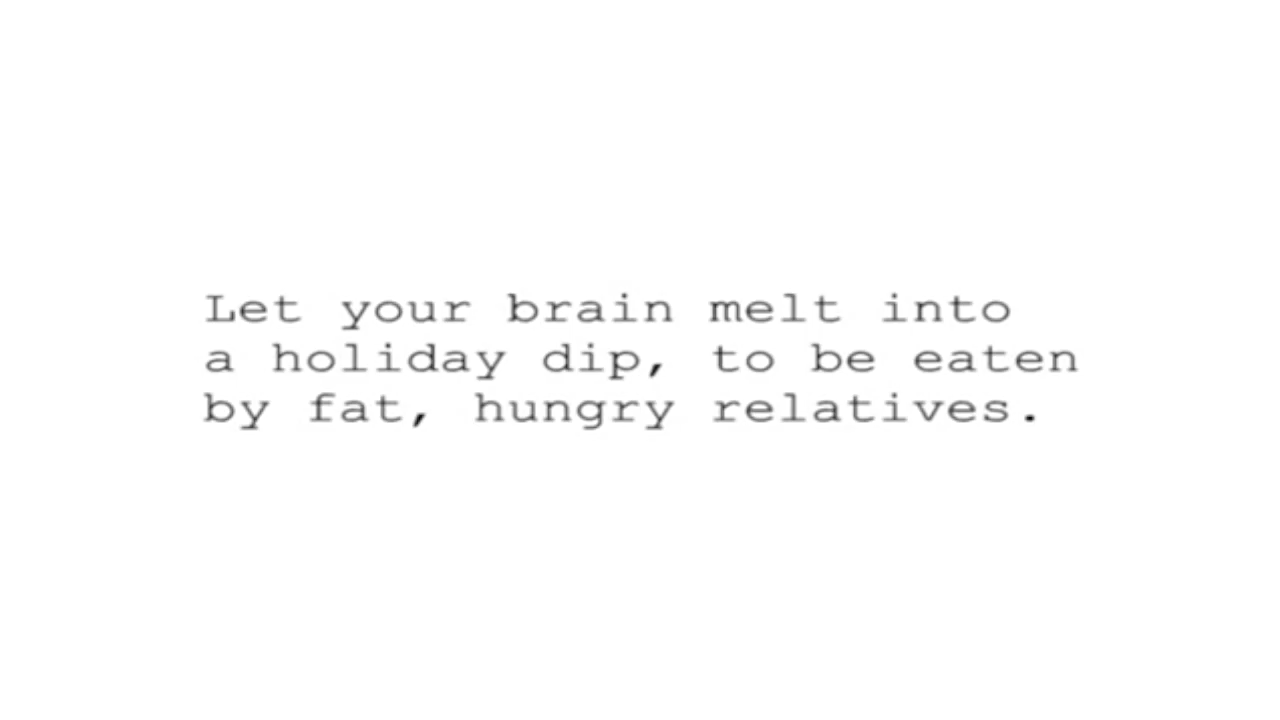 Let your brain melt into
a holiday dip, to be eaten
by fat, hungry relatives.